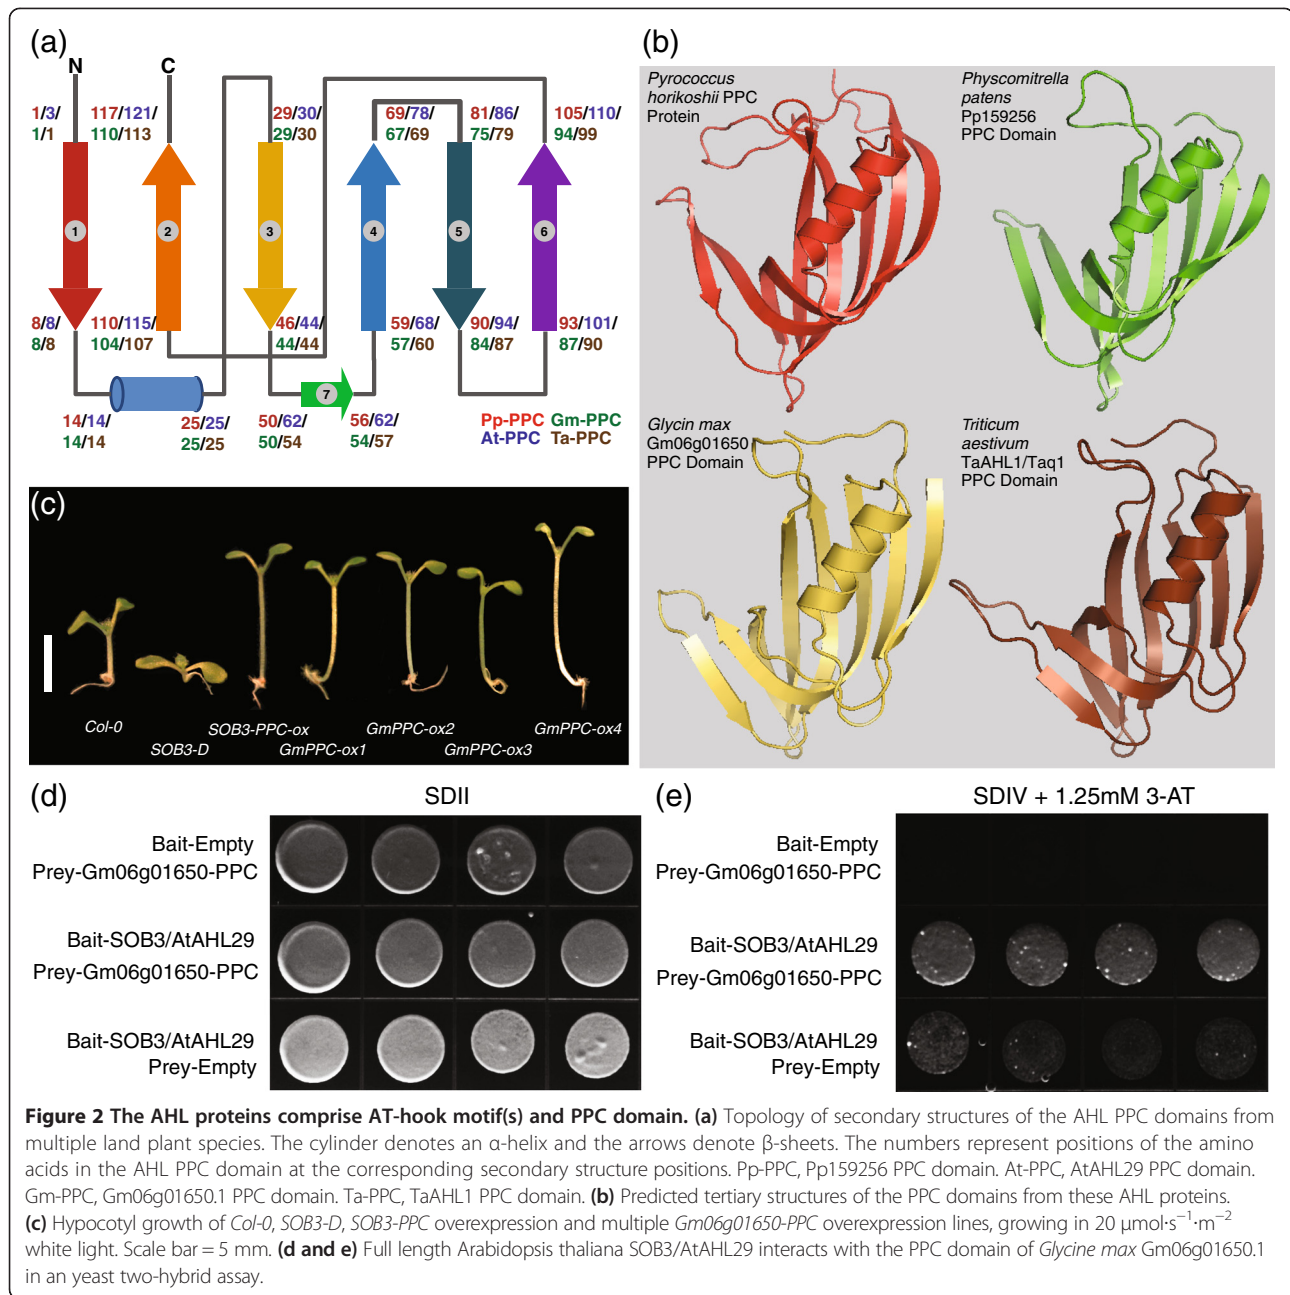 (a)
N
C
1/3/
1/1
117/121/
110/113
29/30/
29/30
69/78/
67/69
81/86/
75/79
105/110/
94/99
1
2
3
4
5
6
8/8/
8/8
110/115/
104/107
46/44/
44/44
59/68/
57/60
90/94/
84/87
93/101/
87/90
7
14/14/
14/14
25/25/
25/25
50/62/
50/54
56/62/
54/57
Pp-PPC Gm-PPC
At-PPC Ta-PPC
(b)
Pyrococcus
horikoshii PPC
Protein
Physcomitrella
patens
Pp159256
PPC Domain
Glycin max
Gm06g01650
PPC Domain
Triticum
aestivum
TaAHL1/Taq1
PPC Domain
(c)
Col-0
SOB3-D
SOB3-PPC-ox
GmPPC-ox1
GmPPC-ox2
GmPPC-ox3
GmPPC-ox4
(d)
SDII
Bait-Empty
Prey-Gm06g01650-PPC
Bait-SOB3/AtAHL29
Prey-Gm06g01650-PPC
Bait-SOB3/AtAHL29
Prey-Empty
(e)
SDIV + 1.25mM 3-AT
Bait-Empty
Prey-Gm06g01650-PPC
Bait-SOB3/AtAHL29
Prey-Gm06g01650-PPC
Bait-SOB3/AtAHL29
Prey-Empty
Figure 2 The AHL proteins comprise AT-hook motif(s) and PPC domain. (a) Topology of secondary structures of the AHL PPC domains from
multiple land plant species. The cylinder denotes an α-helix and the arrows denote β-sheets. The numbers represent positions of the amino
acids in the AHL PPC domain at the corresponding secondary structure positions. Pp-PPC, Pp159256 PPC domain. At-PPC, AtAHL29 PPC domain.
Gm-PPC, Gm06g01650.1 PPC domain. Ta-PPC, TaAHL1 PPC domain. (b) Predicted tertiary structures of the PPC domains from these AHL proteins.
(c) Hypocotyl growth of Col-0, SOB3-D, SOB3-PPC overexpression and multiple Gm06g01650-PPC overexpression lines, growing in 20 μmol·s⁻¹·m⁻²
white light. Scale bar = 5 mm. (d and e) Full length Arabidopsis thaliana SOB3/AtAHL29 interacts with the PPC domain of Glycine max Gm06g01650.1
in an yeast two-hybrid assay.